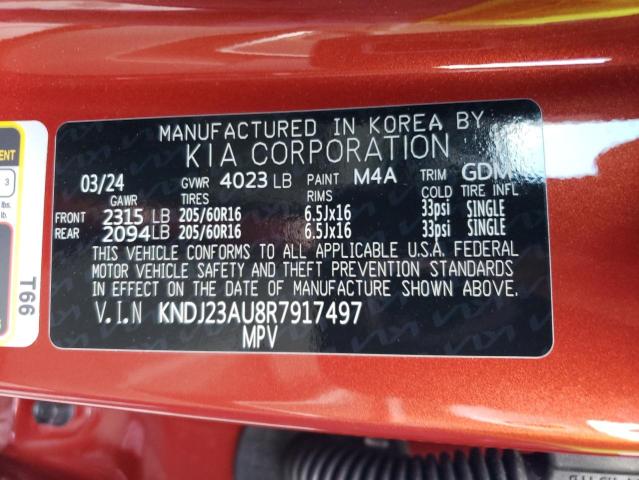 MANUFACTURED IN KOREA BY
KIA CORPORATION
03/24 GVWR 4023 LB PAINT M4A TRIM GDM
GAWR TIRES RIMS COLD TIRE INFL
FRONT 2315 LB 205/60R16 6.5Jx16 33psi SINGLE
REAR 2094LB 205/60R16 6.5Jx16 33psi SINGLE
THIS VEHICLE CONFORMS TO ALL APPLICABLE U.S.A. FEDERAL
MOTOR VEHICLE SAFETY AND THEFT PREVENTION STANDARDS
IN EFFECT ON THE DATE OF MANUFACTURE SHOWN ABOVE.
V.I.N KNDJ23AU8R7917497
MPV
T66
3
lbs.
lb.